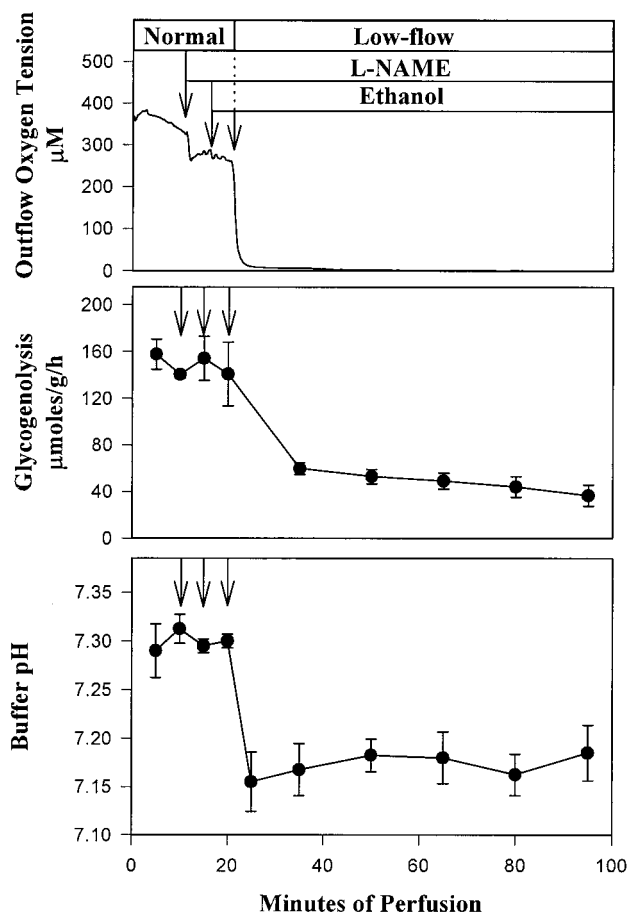 Normal
Low-flow
L-NAME
Ethanol
Outflow Oxygen Tension
μM
500
400
300
200
100
0
Glycogenolysis
μmoles/g/h
200
160
120
80
40
0
Buffer pH
7.35
7.30
7.25
7.20
7.15
7.10
0 20 40 60 80 100
Minutes of Perfusion